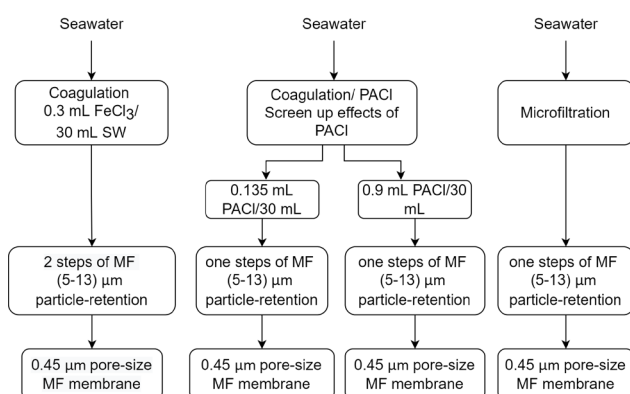 Seawater
Seawater
Seawater
Coagulation
0.3 mL FeCl3/
30 mL SW
Coagulation/ PACl
Screen up effects of
PACl
Microfiltration
0.135 mL
PACl/30 mL
0.9 mL PACl/30
mL
2 steps of MF
(5-13) µm
particle-retention
one steps of MF
(5-13) µm
particle-retention
one steps of MF
(5-13) µm
particle-retention
one steps of MF
(5-13) µm
particle-retention
0.45 µm pore-size
MF membrane
0.45 µm pore-size
MF membrane
0.45 µm pore-size
MF membrane
0.45 µm pore-size
MF membrane